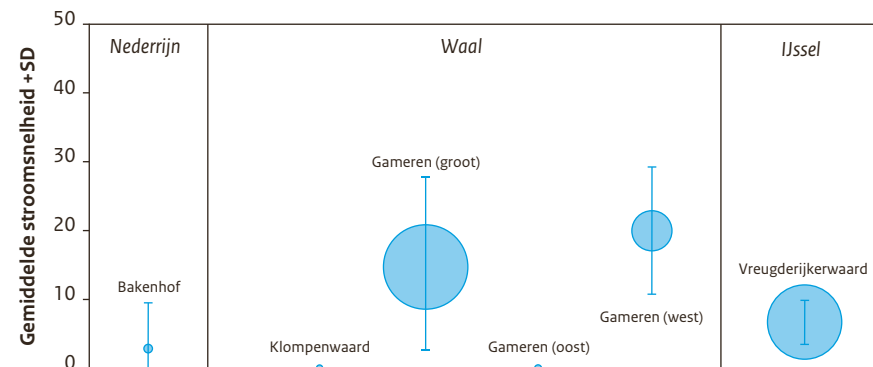 Gemiddelde stroomsnelheid +SD
50
40
30
20
10
0
Nederrijn
Waal
IJssel
Gameren (groot)
Vreugderijkerwaard
Bakenhof
Gameren (west)
Klompenwaard
Gameren (oost)